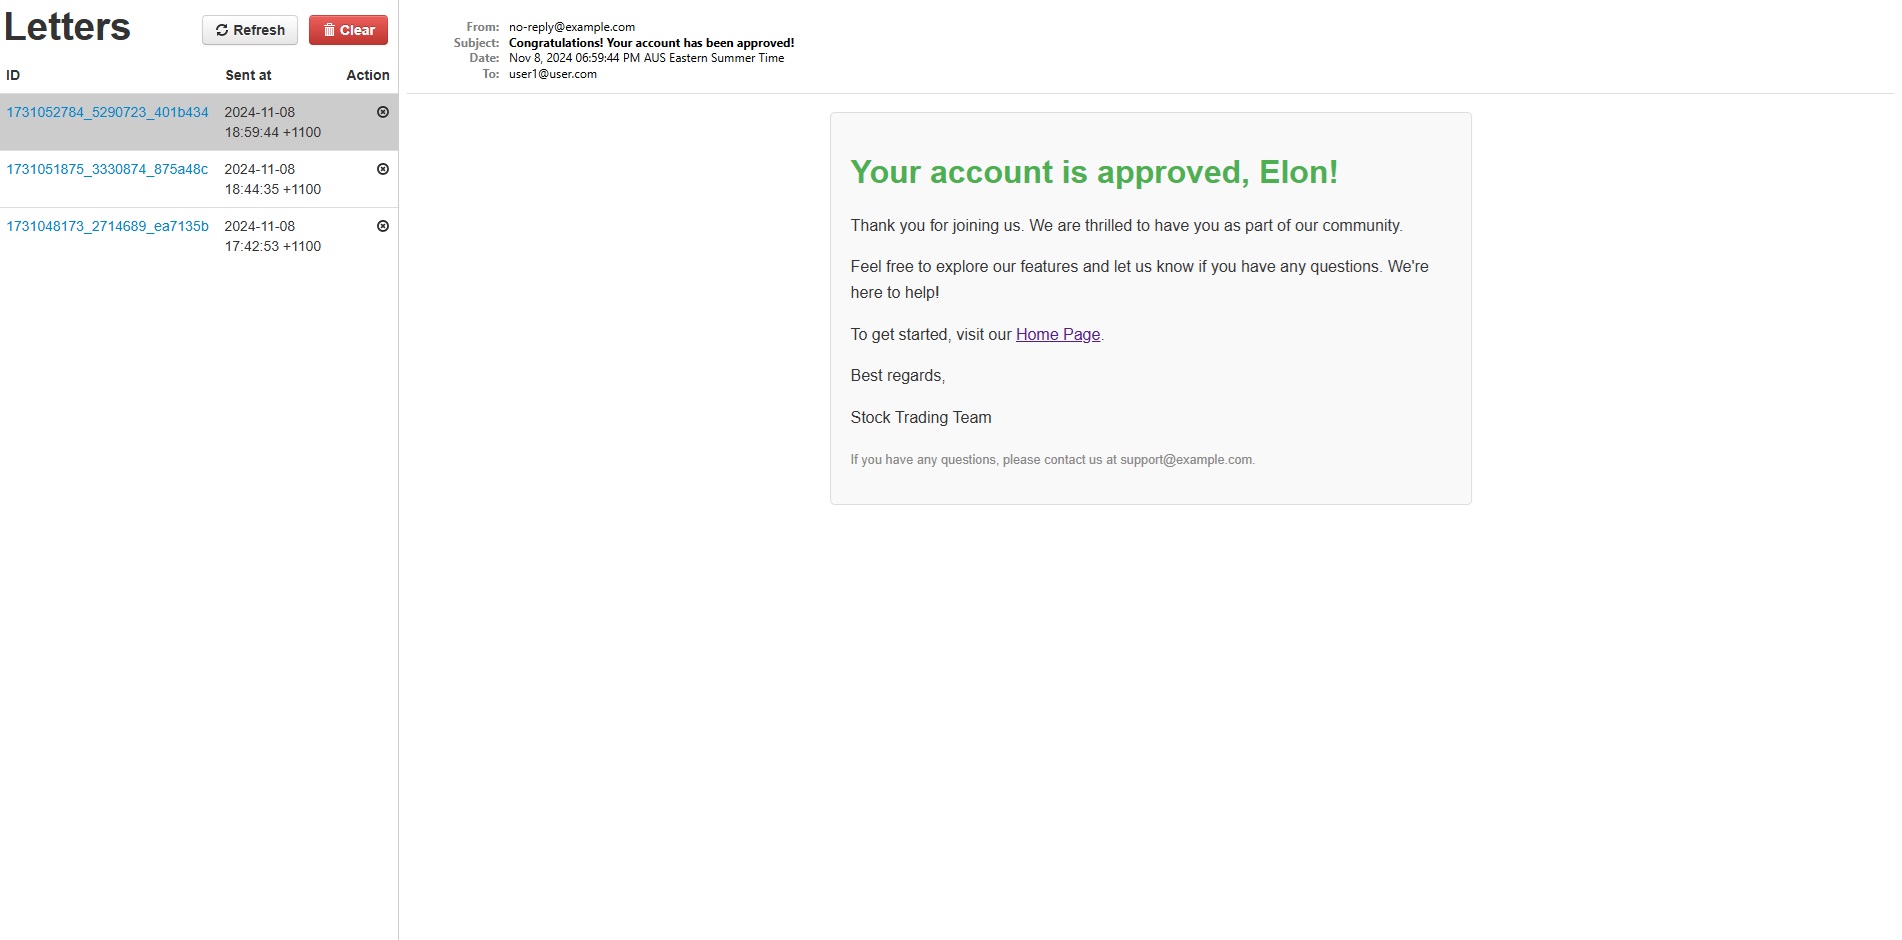 Letters
Refresh
Clear
ID Sent at Action
1731052784_5290723_401b434 2024-11-08
18:59:44 +1100
1731051875_3330874_875a48c 2024-11-08
18:44:35 +1100
1731048173_2714689_ea7135b 2024-11-08
17:42:53 +1100
From: no-reply@example.com
Subject: Congratulations! Your account has been approved!
Date: Nov 8, 2024 06:59:44 PM AUS Eastern Summer Time
To: user1@user.com
Your account is approved, Elon!
Thank you for joining us. We are thrilled to have you as part of our community.
Feel free to explore our features and let us know if you have any questions. We're
here to help!
To get started, visit our Home Page.
Best regards,
Stock Trading Team
If you have any questions, please contact us at support@example.com.